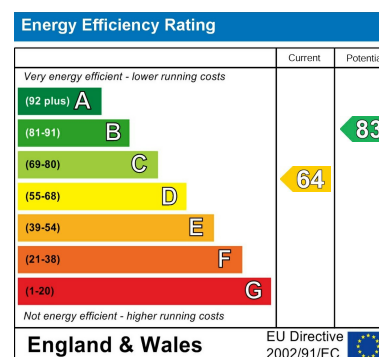 Energy Efficiency Rating
Current Potentia
Very energy efficient - lower running costs
(92 plus) A
(81-91) B
83
(69-80) C
64
(55-68) D
(39-54) E
(21-38) F
(1-20) G
Not energy efficient - higher running costs
England & Wales
EU Directive
2002/91/EC